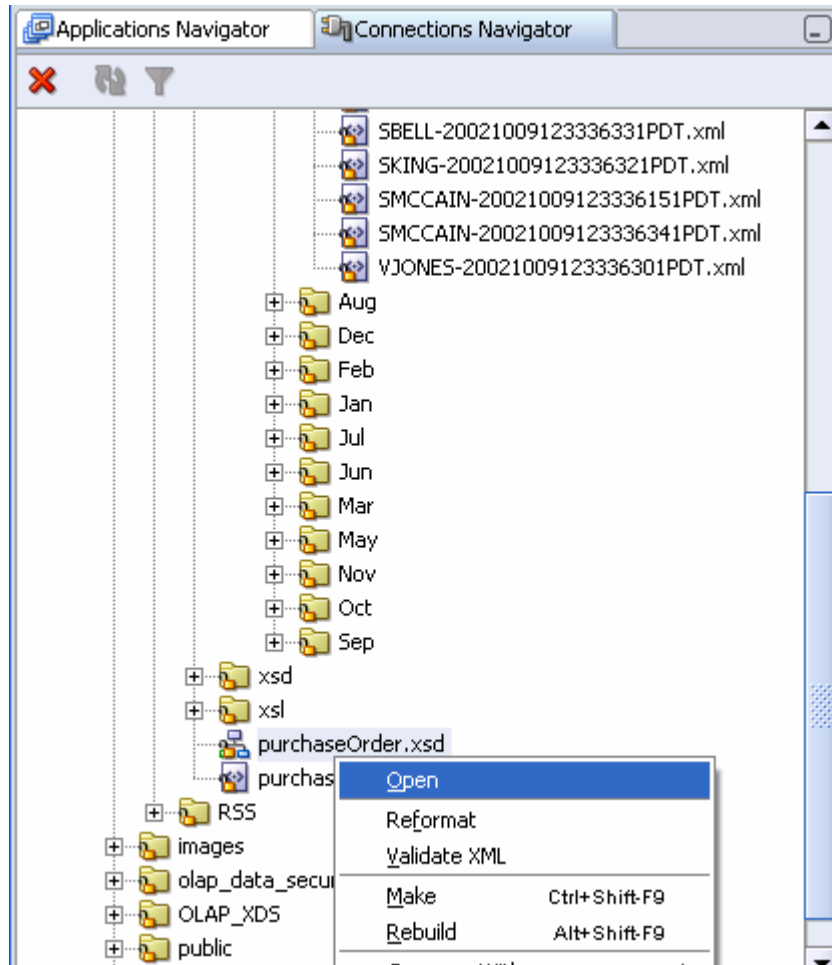 Applications Navigator Connections Navigator
SBELL-20021009123336331PDT.xml
SKING-20021009123336321PDT.xml
SMCCAIN-20021009123336151PDT.xml
SMCCAIN-20021009123336341PDT.xml
VJONES-20021009123336301PDT.xml
Aug
Dec
Feb
Jan
Jul
Jun
Mar
May
Nov
Oct
Sep
xsd
xsl
purchaseOrder.xsd
purchas
Open
Reformat
Validate XML
Make Ctrl+Shift-F9
Rebuild Alt+Shift-F9
RSS
images
olap_data_secur
OLAP_XDS
public